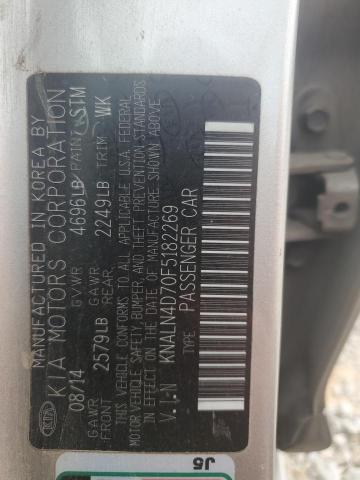 MANUFACTURED IN KOREA BY
KIA MOTORS CORPORATION
KIA
08/14 GVWR 4696LB PAINT STM
GAWR FRONT 2579LB GAWR REAR 2249LB TRIM WK
THIS VEHICLE CONFORMS TO ALL APPLICABLE USA FEDERAL
MOTOR VEHICLE SAFETY, BUMPER AND THEFT PREVENTION STANDARDS
IN EFFECT ON THE DATE OF MANUFACTURE SHOWN ABOVE
V.I.N KNALN4D70F5182269
TYPE PASSENGER CAR
J5